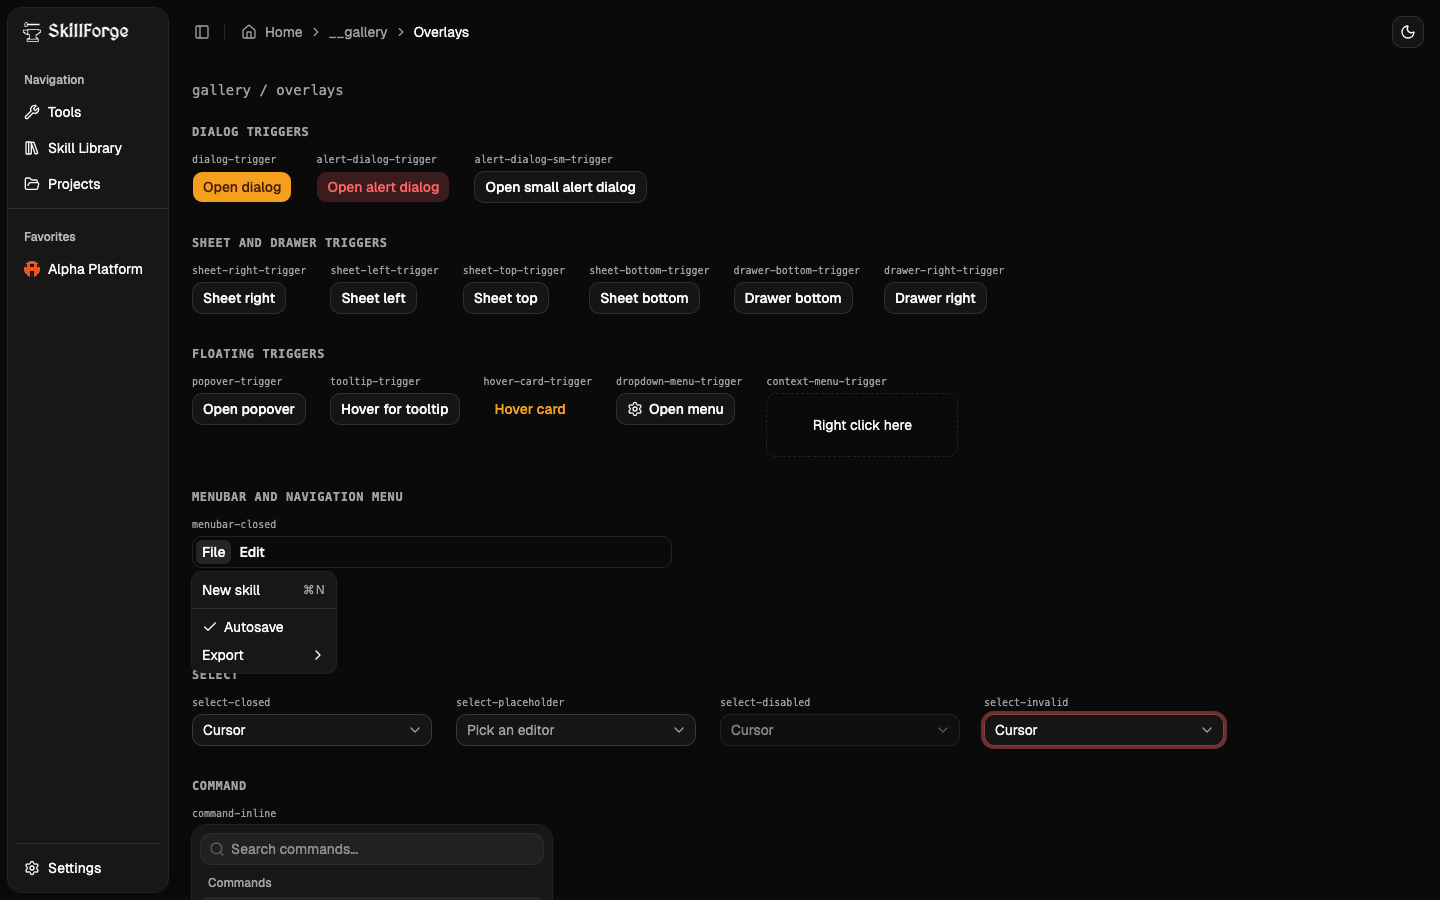 SkillForge
Home > __gallery > Overlays
Navigation
Tools
Skill Library
Projects
Favorites
Alpha Platform
Settings
gallery / overlays
DIALOG TRIGGERS
dialog-trigger alert-dialog-trigger alert-dialog-sm-trigger
Open dialog Open alert dialog Open small alert dialog
SHEET AND DRAWER TRIGGERS
sheet-right-trigger sheet-left-trigger sheet-top-trigger sheet-bottom-trigger drawer-bottom-trigger drawer-right-trigger
Sheet right Sheet left Sheet top Sheet bottom Drawer bottom Drawer right
FLOATING TRIGGERS
popover-trigger tooltip-trigger hover-card-trigger dropdown-menu-trigger context-menu-trigger
Open popover Hover for tooltip Hover card Open menu Right click here
MENUBAR AND NAVIGATION MENU
menubar-closed
File Edit
New skill ⌘N
Autosave
Export
SELECT
select-closed select-placeholder select-disabled select-invalid
Cursor Pick an editor Cursor Cursor
COMMAND
command-inline
Search commands...
Commands